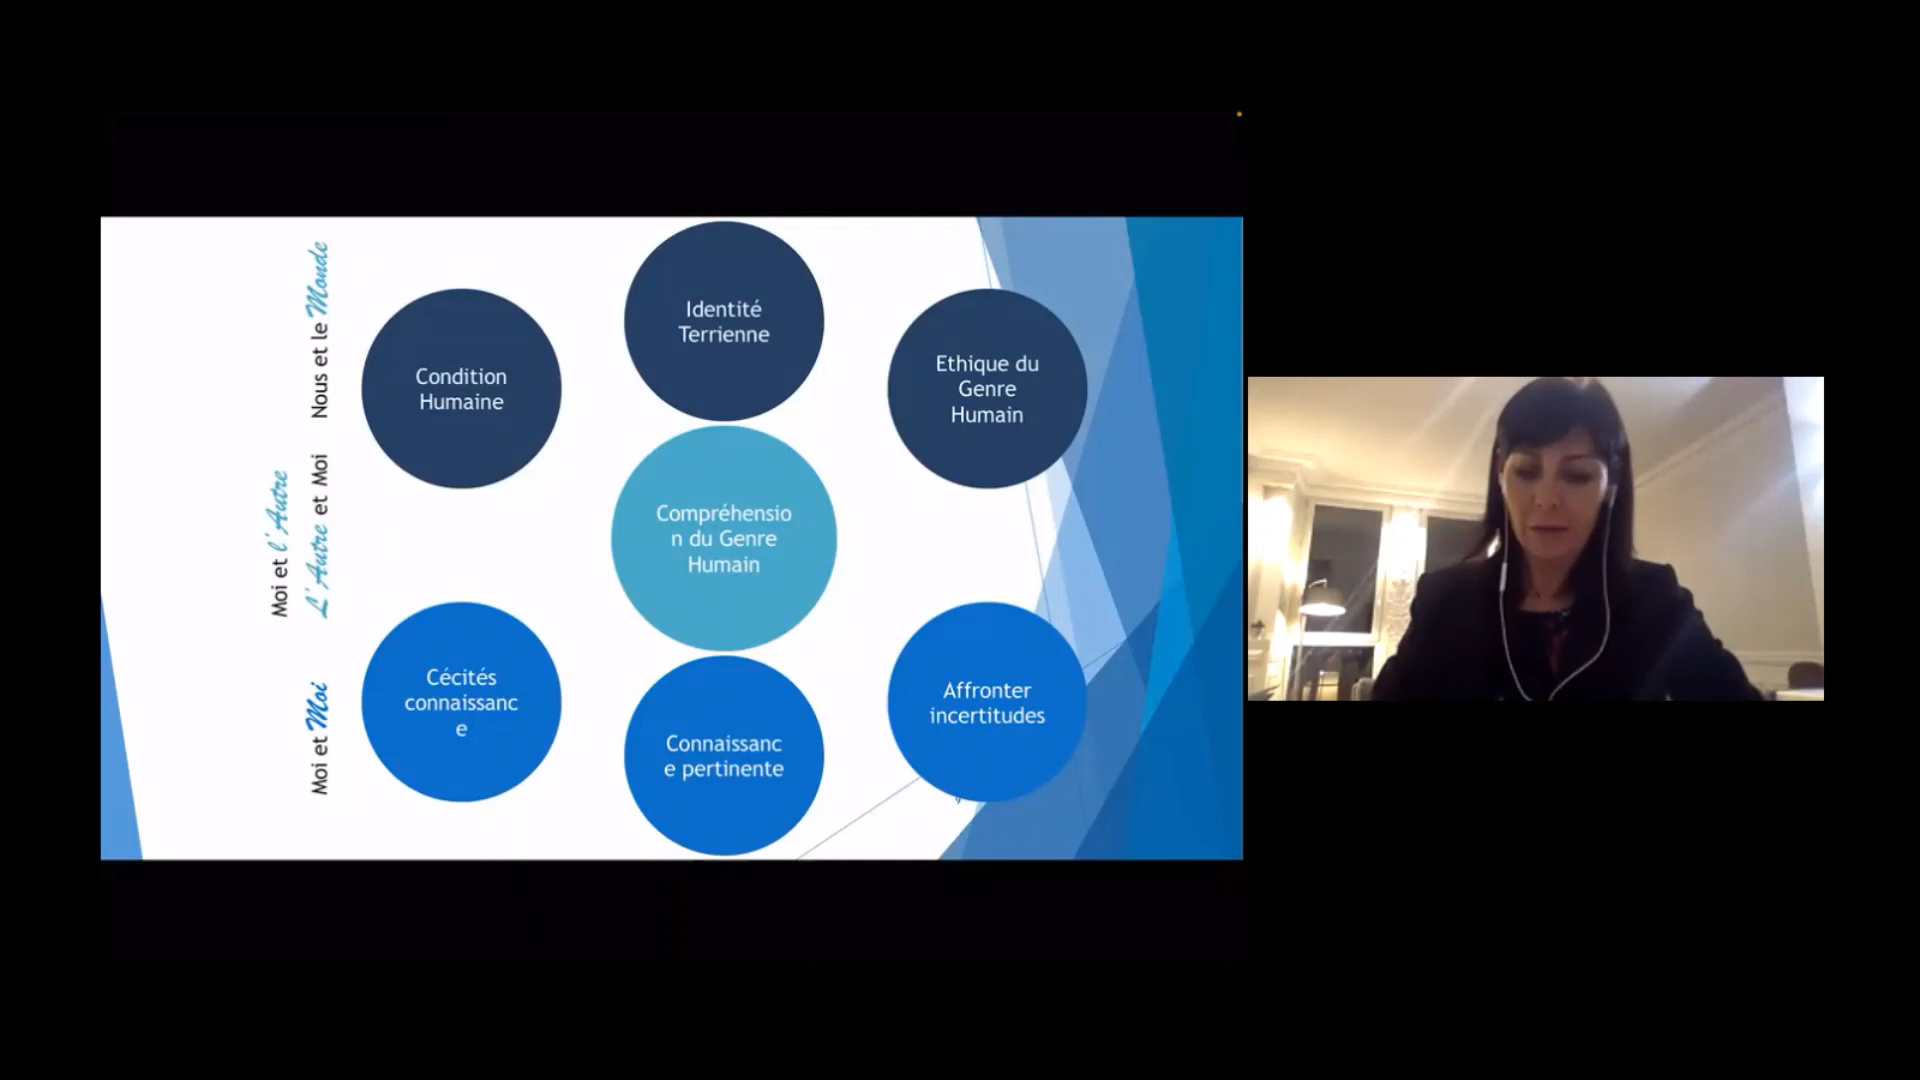 Nous et le Monde
Moi et l'Autre
L'Autre et Moi
Moi et Moi
Condition
Humaine
Identité
Terrienne
Ethique du
Genre
Humain
Compréhensio
n du Genre
Humain
Cécités
connaissanc
e
Connaissanc
e pertinente
Affronter
incertitudes